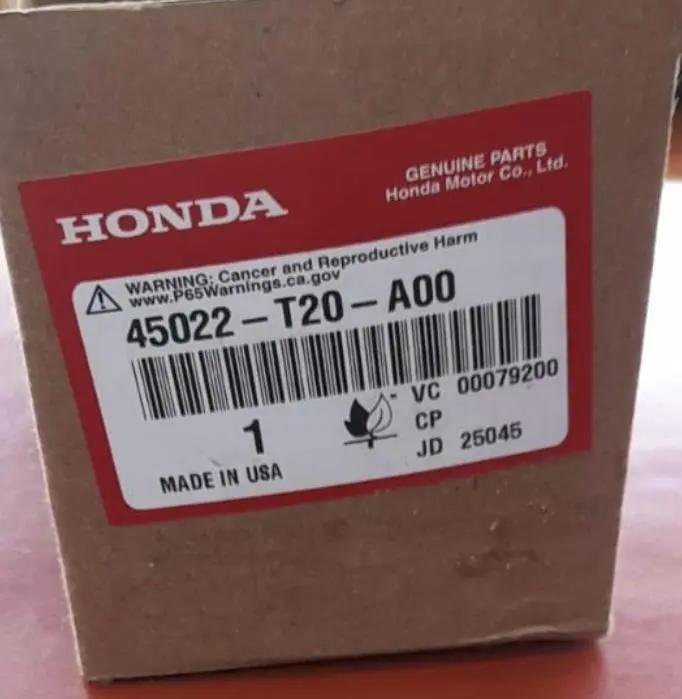 GENUINE PARTS
Honda Motor Co., Ltd.
HONDA
WARNING: Cancer and Reproductive Harm
www.P65Warnings.ca.gov
45022-T20-A00
1
MADE IN USA
VC 00079200
CP
JD 25045